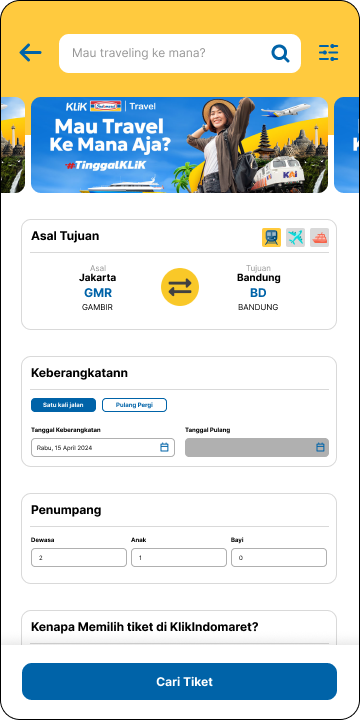 Mau traveling ke mana?
KLiK Indomaret | Travel
Mau Travel
Ke Mana Aja?
#TinggalKLiK
KAI
Asal Tujuan
Asal
Tujuan
Jakarta
Bandung
GMR
BD
GAMBIR
BANDUNG
Keberangkatann
Satu kali jalan
Pulang Pergi
Tanggal Keberangkatan
Tanggal Pulang
Rabu, 15 April 2024
Penumpang
Dewasa
Anak
Bayi
2
1
0
Kenapa Memilih tiket di KlikIndomaret?
Cari Tiket